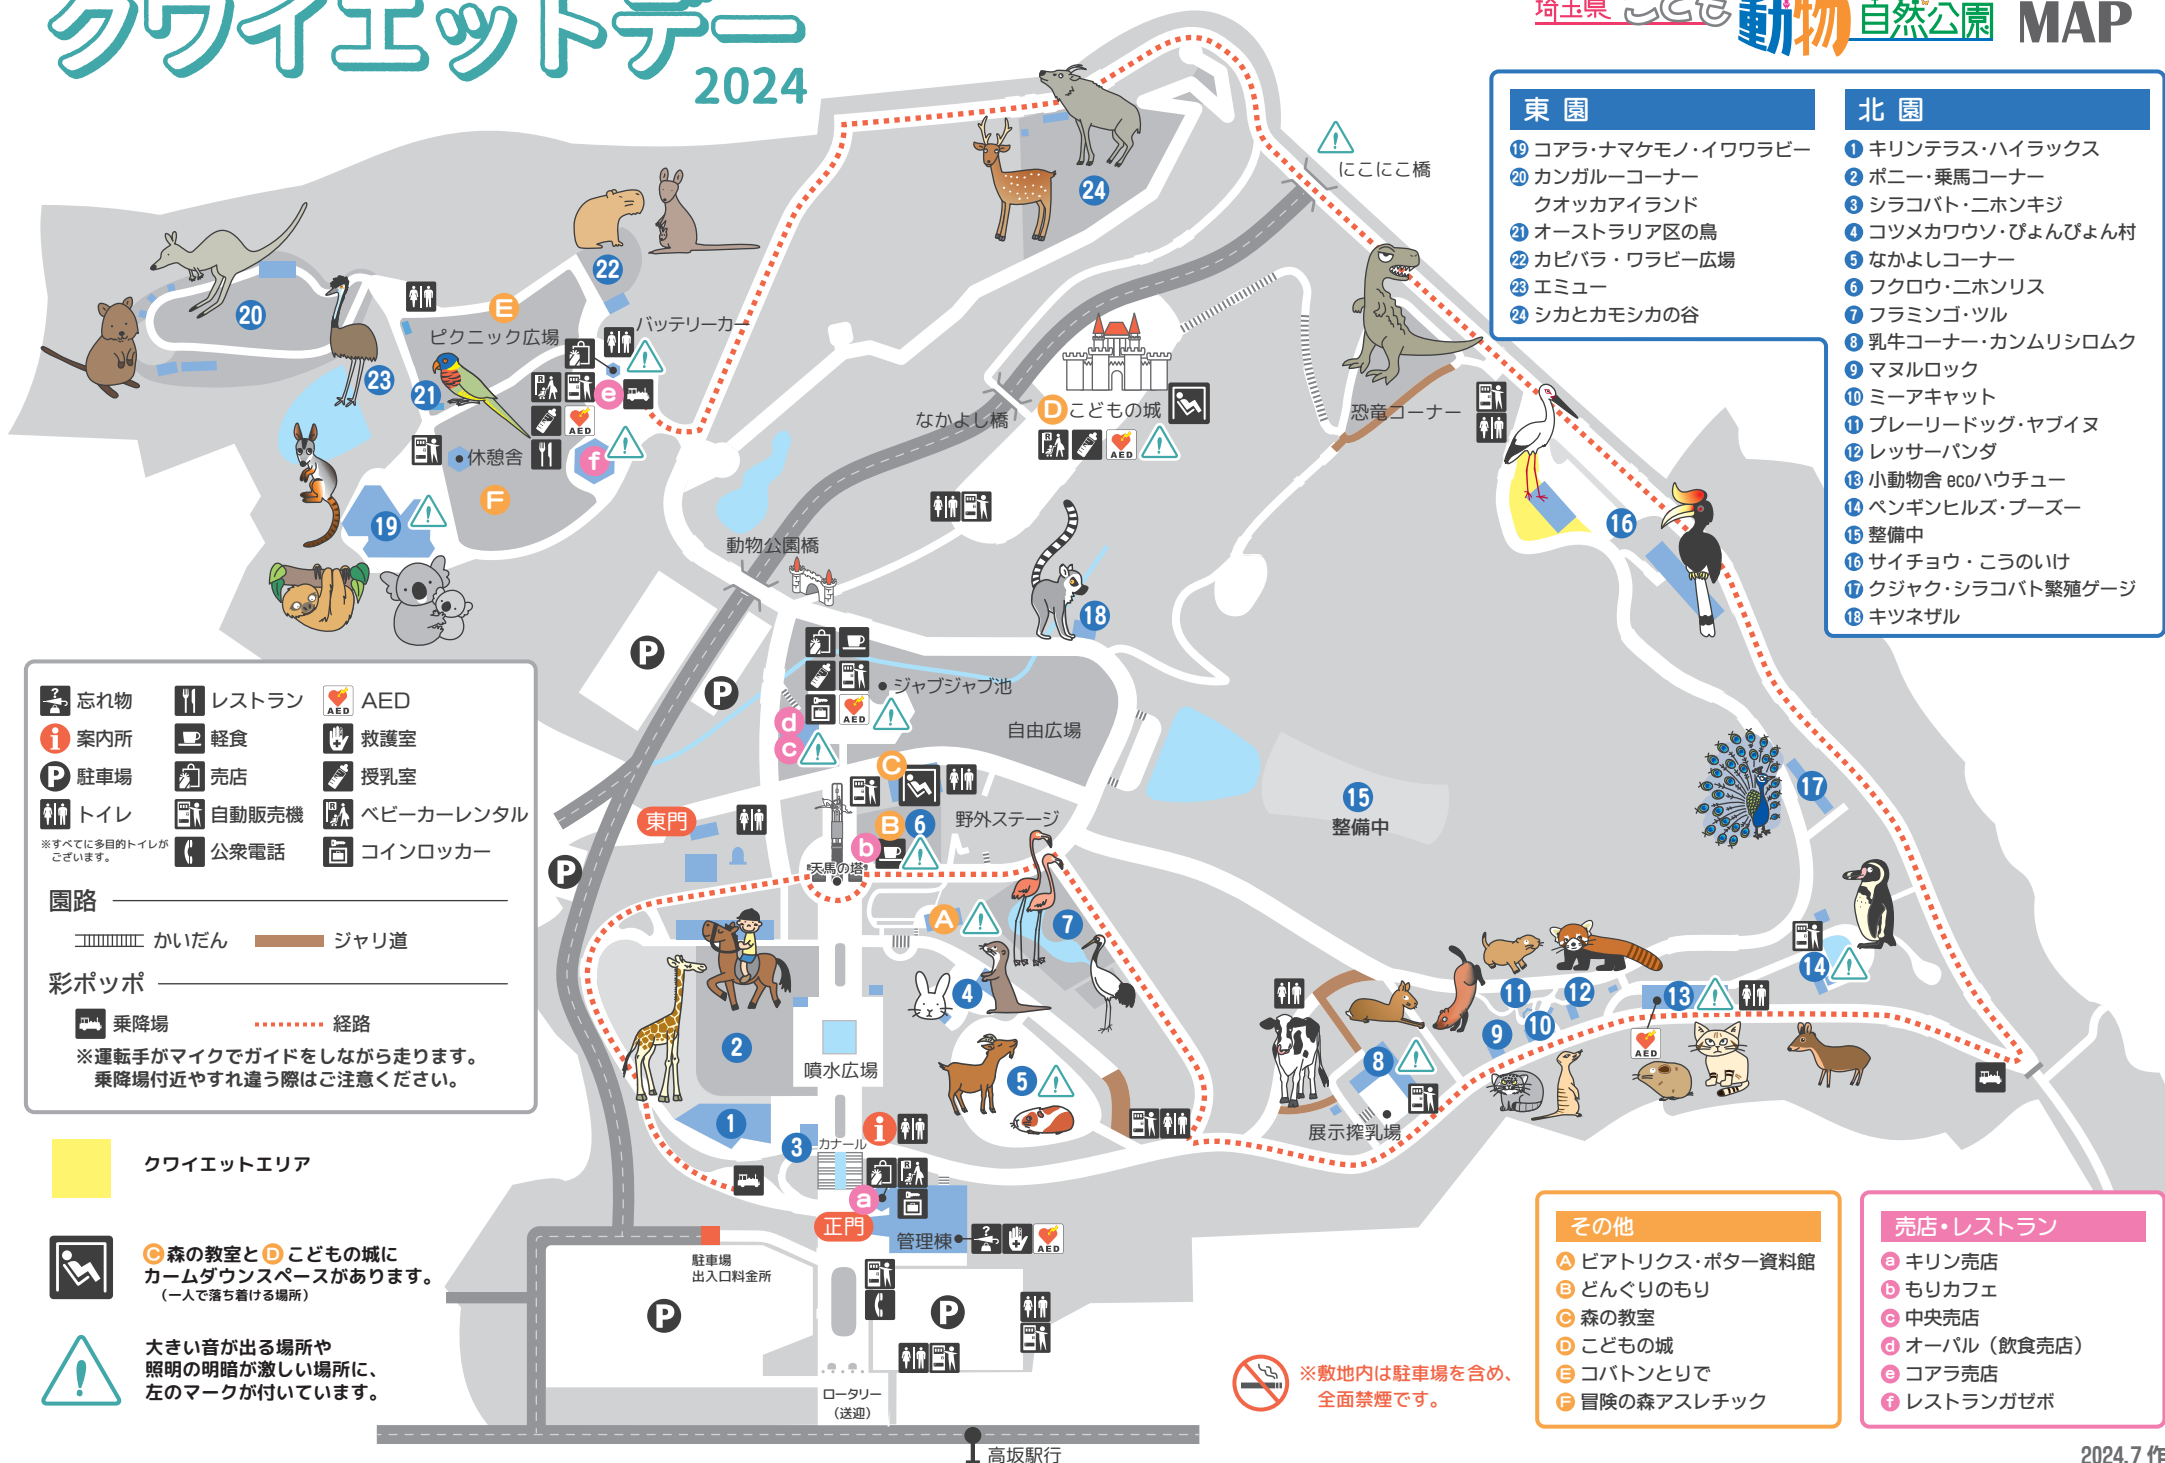 クワイエットデー
2024
埼玉県 こども 動物 自然公園 MAP
東 園
19 コアラ・ナマケモノ・イワワラビー
20 カンガルーコーナー
クオッカアイランド
21 オーストラリア区の鳥
22 カピバラ・ワラビー広場
23 エミュー
24 シカとカモシカの谷
北 園
1 キリンテラス・ハイラックス
2 ポニー・乗馬コーナー
3 シラコバト・ニホンキジ
4 コツメカワウソ・ぴょんぴょん村
5 なかよしコーナー
6 フクロウ・ニホンリス
7 フラミンゴ・ツル
8 乳牛コーナー・カンムリシロムク
9 マヌルロック
10 ミーアキャット
11 プレーリードッグ・ヤブイヌ
12 レッサーパンダ
13 小動物舎 ecoハウチュー
14 ペンギンヒルズ・プーズー
15 整備中
16 サイチョウ・こうのいけ
17 クジャク・シラコバト繁殖ゲージ
18 キツネザル
にこにこ橋
24
22
20
E
ピクニック広場
バッテリーカー
23
21
e
R
AED
休憩舎
f
F
19
なかよし橋
D こどもの城
R
AED
恐竜コーナー
16
動物公園橋
18
P
P
ジャブジャブ池
AED
d
c
自由広場
C
15
整備中
17
東門
B 6
野外ステージ
b
天馬の塔
P
A
7
4
14
11
12
13
9
10
AED
2
噴水広場
5
8
展示搾乳場
1
3
カナール
i
R
a
正門
管理棟
AED
駐車場
出入口料金所
P
P
ロータリー
(送迎)
高坂駅行
忘れ物
レストラン
AED AED
i 案内所
軽食
救護室
P 駐車場
売店
授乳室
トイレ
自動販売機
R ベビーカーレンタル
※すべてに多目的トイレが
ございます。
公衆電話
コインロッカー
園路
かいだん
ジャリ道
彩ポッポ
乗降場
経路
※運転手がマイクでガイドをしながら走ります。
乗降場付近やすれ違う際はご注意ください。
クワイエットエリア
C 森の教室と D こどもの城に
カームダウンスペースがあります。
(一人で落ち着ける場所)
大きい音が出る場所や
照明の明暗が激しい場所に、
左のマークが付いています。
※敷地内は駐車場を含め、
全面禁煙です。
その他
A ビアトリクス・ポター資料館
B どんぐりのもり
C 森の教室
D こどもの城
E コバトンとりで
F 冒険の森アスレチック
売店・レストラン
a キリン売店
b もりカフェ
c 中央売店
d オーパル（飲食売店）
e コアラ売店
f レストランガゼボ
2024.7 作